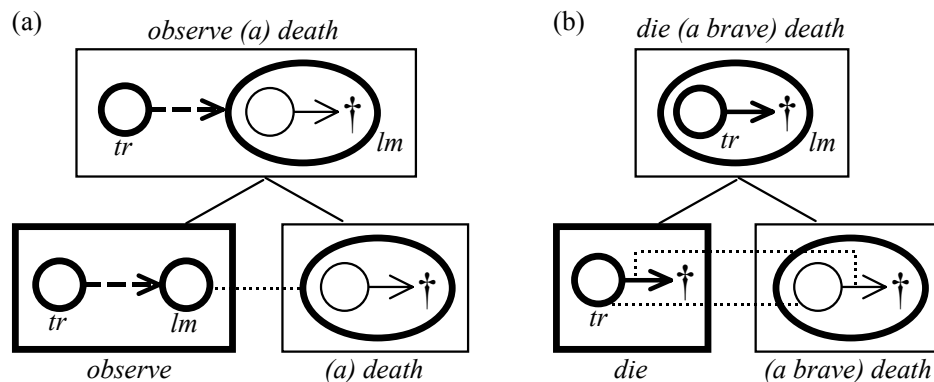 (a)
observe (a) death
tr
lm
†
tr
lm
†
observe
(a) death
(b)
die (a brave) death
tr
†
lm
tr
†
†
die
(a brave) death